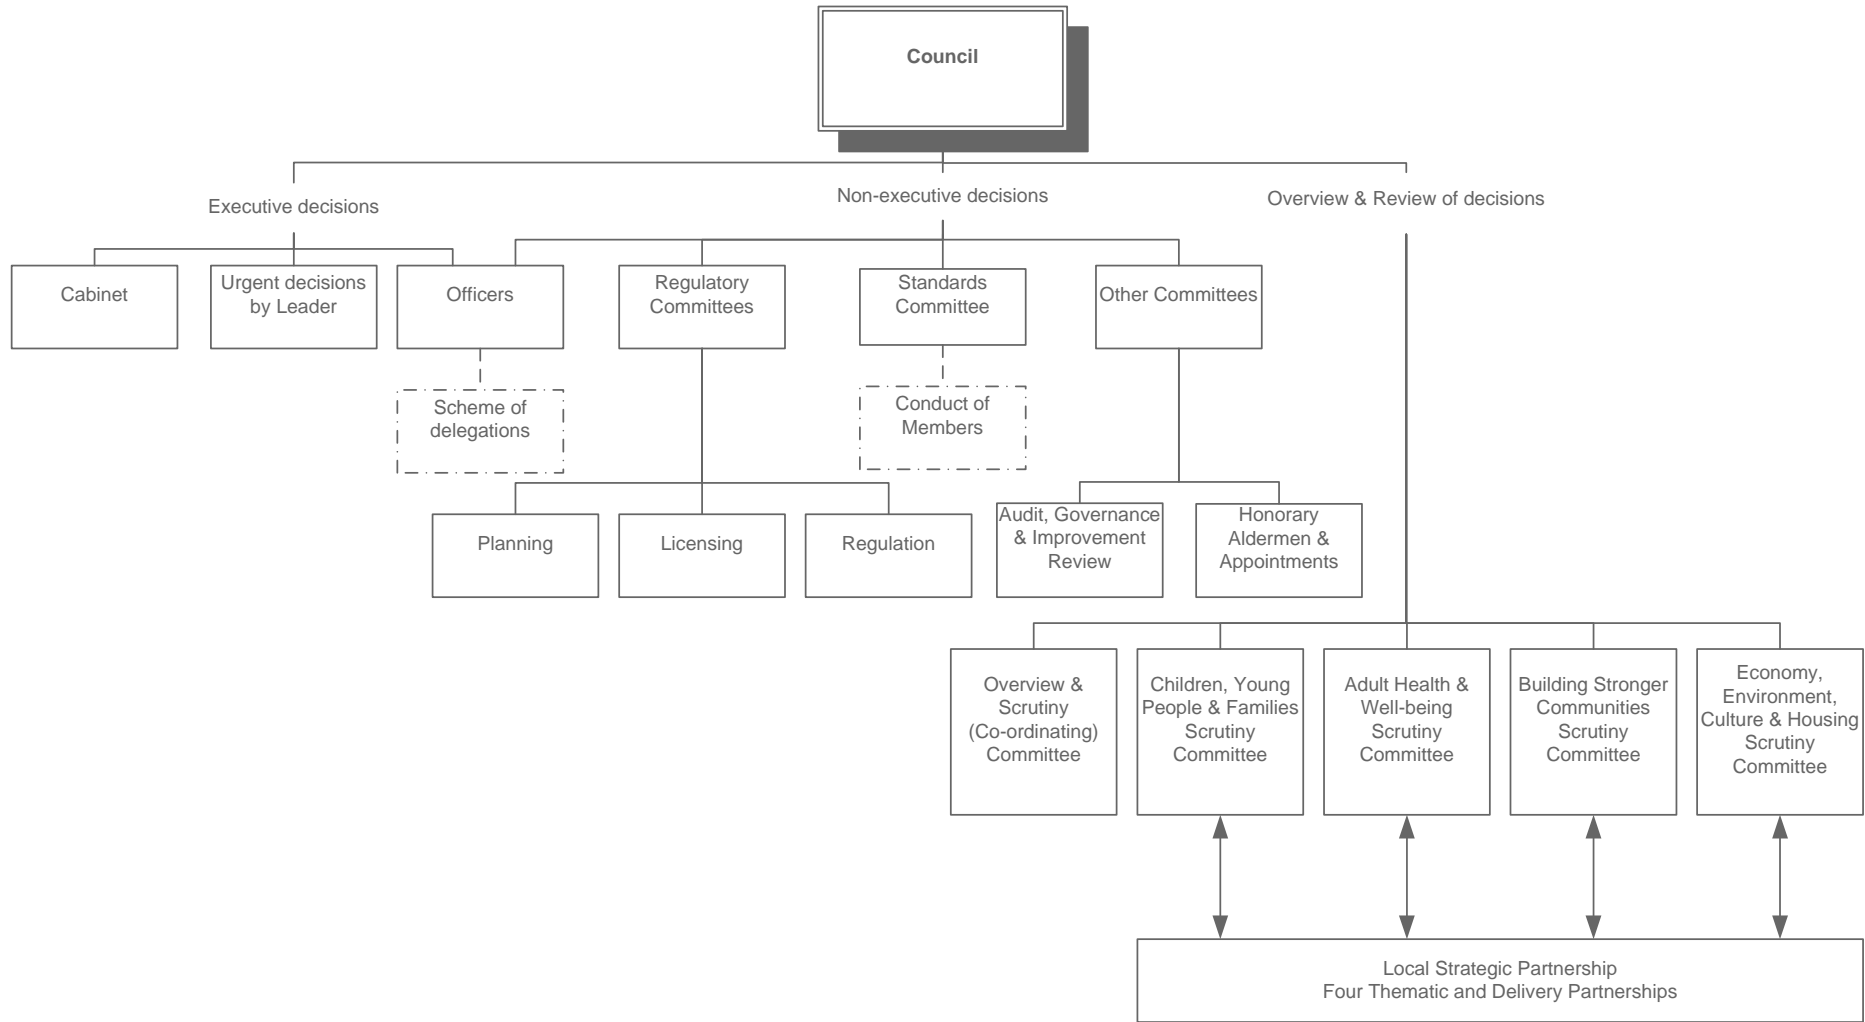 Council
Executive decisions
Non-executive decisions
Overview & Review of decisions
Cabinet
Urgent decisions
by Leader
Officers
Regulatory
Committees
Standards
Committee
Other Committees
Scheme of
delegations
Conduct of
Members
Planning
Licensing
Regulation
Audit, Governance
& Improvement
Review
Honorary
Aldermen &
Appointments
Overview &
Scrutiny
(Co-ordinating)
Committee
Children, Young
People & Families
Scrutiny
Committee
Adult Health &
Well-being
Scrutiny
Committee
Building Stronger
Communities
Scrutiny
Committee
Economy,
Environment,
Culture & Housing
Scrutiny
Committee
Local Strategic Partnership
Four Thematic and Delivery Partnerships